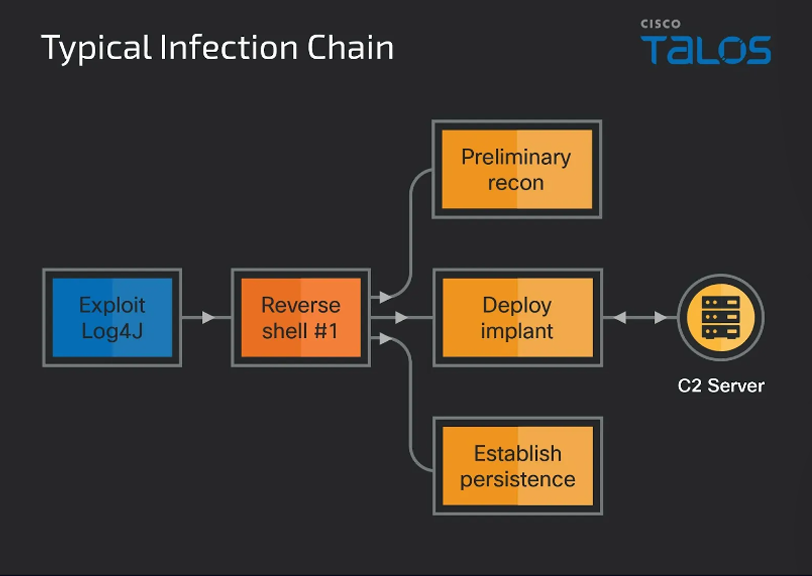 Typical Infection Chain
CISCO
TALOS
Preliminary
recon
Exploit
Log4J
Reverse
shell #1
Deploy
implant
C2 Server
Establish
persistence